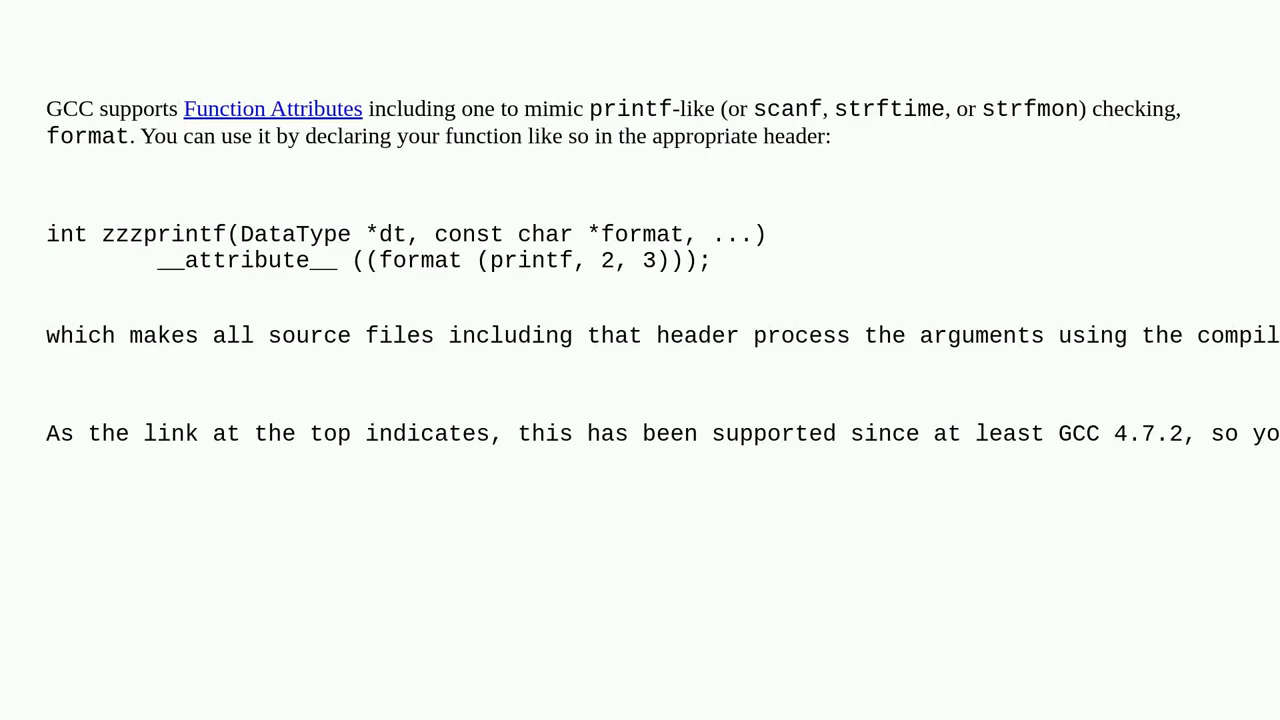 GCC supports Function Attributes including one to mimic printf-like (or scanf, strftime, or strfmon) checking,
format. You can use it by declaring your function like so in the appropriate header:
int zzzprintf(DataType *dt, const char *format, ...)
        __attribute__ ((format (printf, 2, 3)));
which makes all source files including that header process the arguments using the compil
As the link at the top indicates, this has been supported since at least GCC 4.7.2, so yo